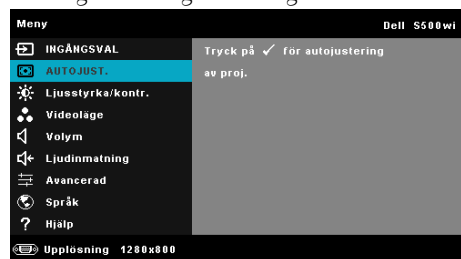 Meny Dell S500wi
INGÅNGSVAL
AUTOJUST.
Ljusstyrka/kontr.
Videoläge
Volym
Ljudinmatning
Avancerad
Språk
Hjälp
Tryck på ✓ för autojustering
av proj.
Upplösning 1280x800